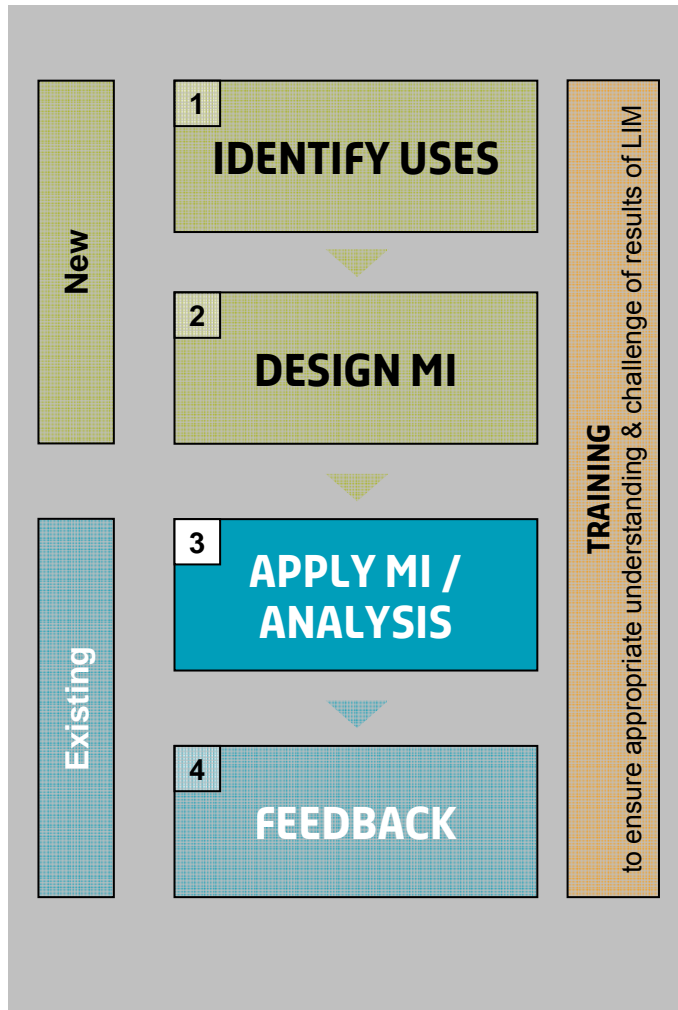 New
1
IDENTIFY USES
2
DESIGN MI
Existing
3
APPLY MI /
ANALYSIS
4
FEEDBACK
TRAINING
to ensure appropriate understanding & challenge of results of LIM